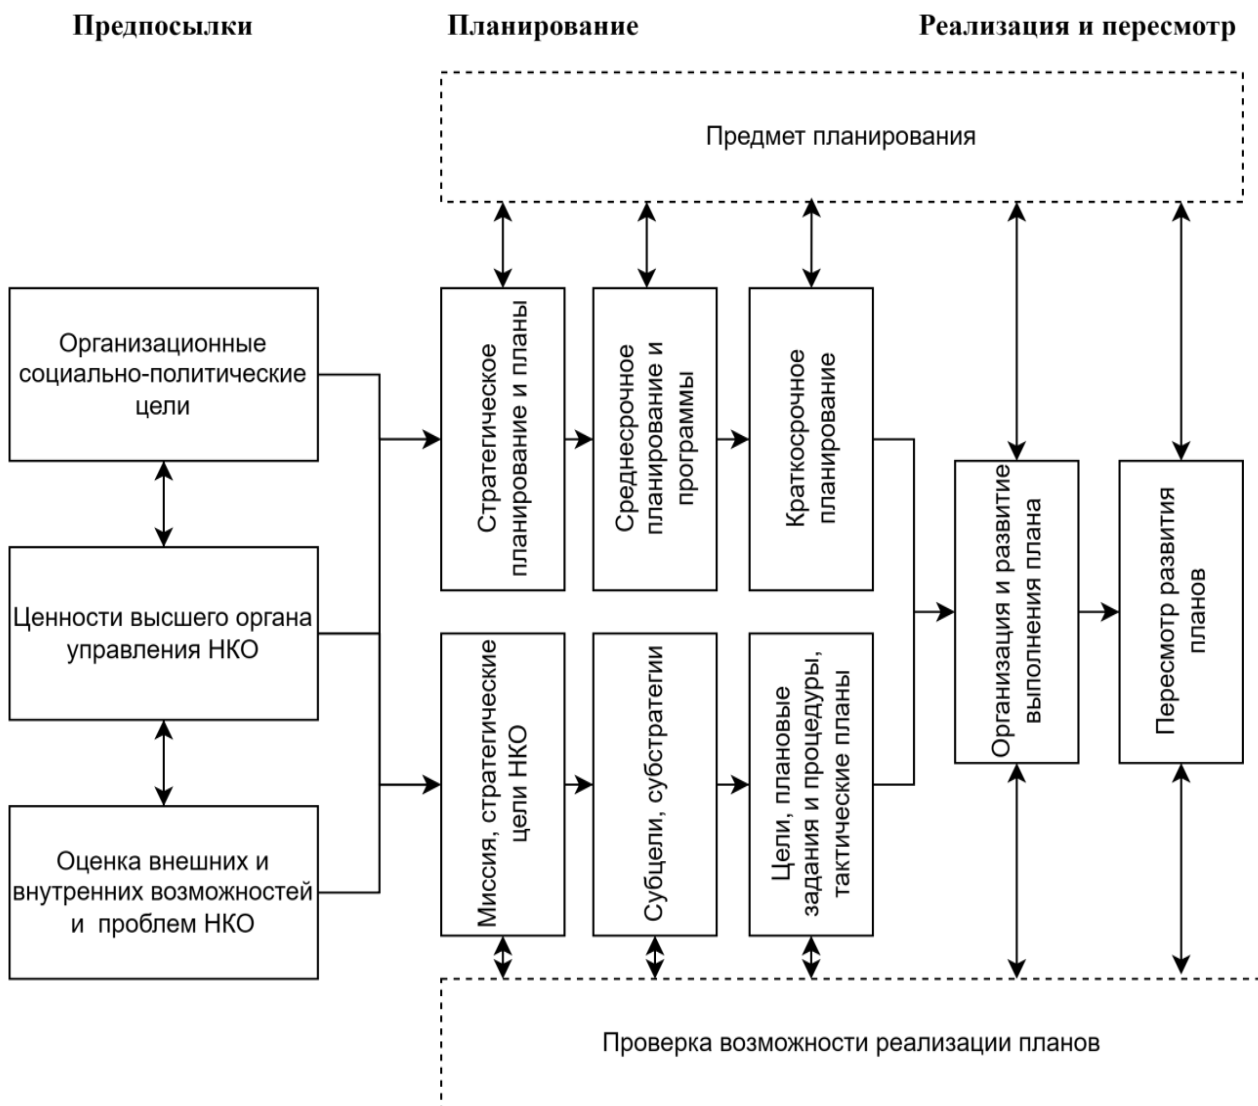 Предпосылки
Планирование
Реализация и пересмотр
Предмет планирования
Организационные
социально-политические
цели
Ценности высшего органа
управления НКО
Оценка внешних и
внутренних возможностей
и проблем НКО
Стратегическое
планирование и планы
Среднесрочное
планирование и
программы
Краткосрочное
планирование
Миссия, стратегические
цели НКО
Субцели, субстратегии
Цели, плановые
задания и процедуры,
тактические планы
Организация и развитие
выполнения плана
Пересмотр развития
планов
Проверка возможности реализации планов